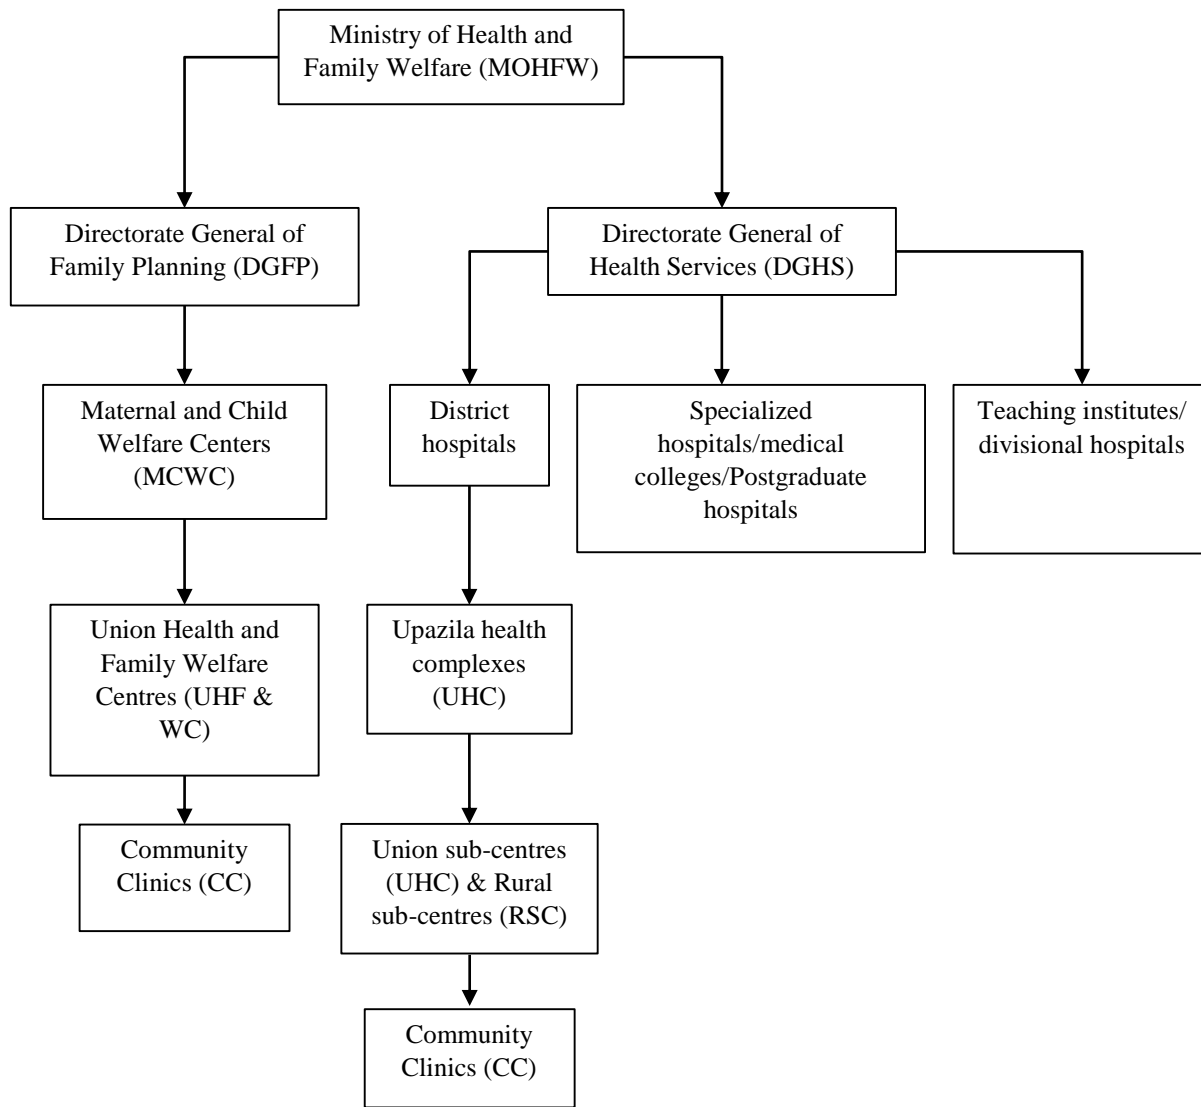 Ministry of Health and
Family Welfare (MOHFW)
Directorate General of
Family Planning (DGFP)
Directorate General of
Health Services (DGHS)
Maternal and Child
Welfare Centers
(MCWC)
District
hospitals
Specialized
hospitals/medical
colleges/Postgraduate
hospitals
Teaching institutes/
divisional hospitals
Union Health and
Family Welfare
Centres (UHF &
WC)
Upazila health
complexes
(UHC)
Community
Clinics (CC)
Union sub-centres
(UHC) & Rural
sub-centres (RSC)
Community
Clinics (CC)